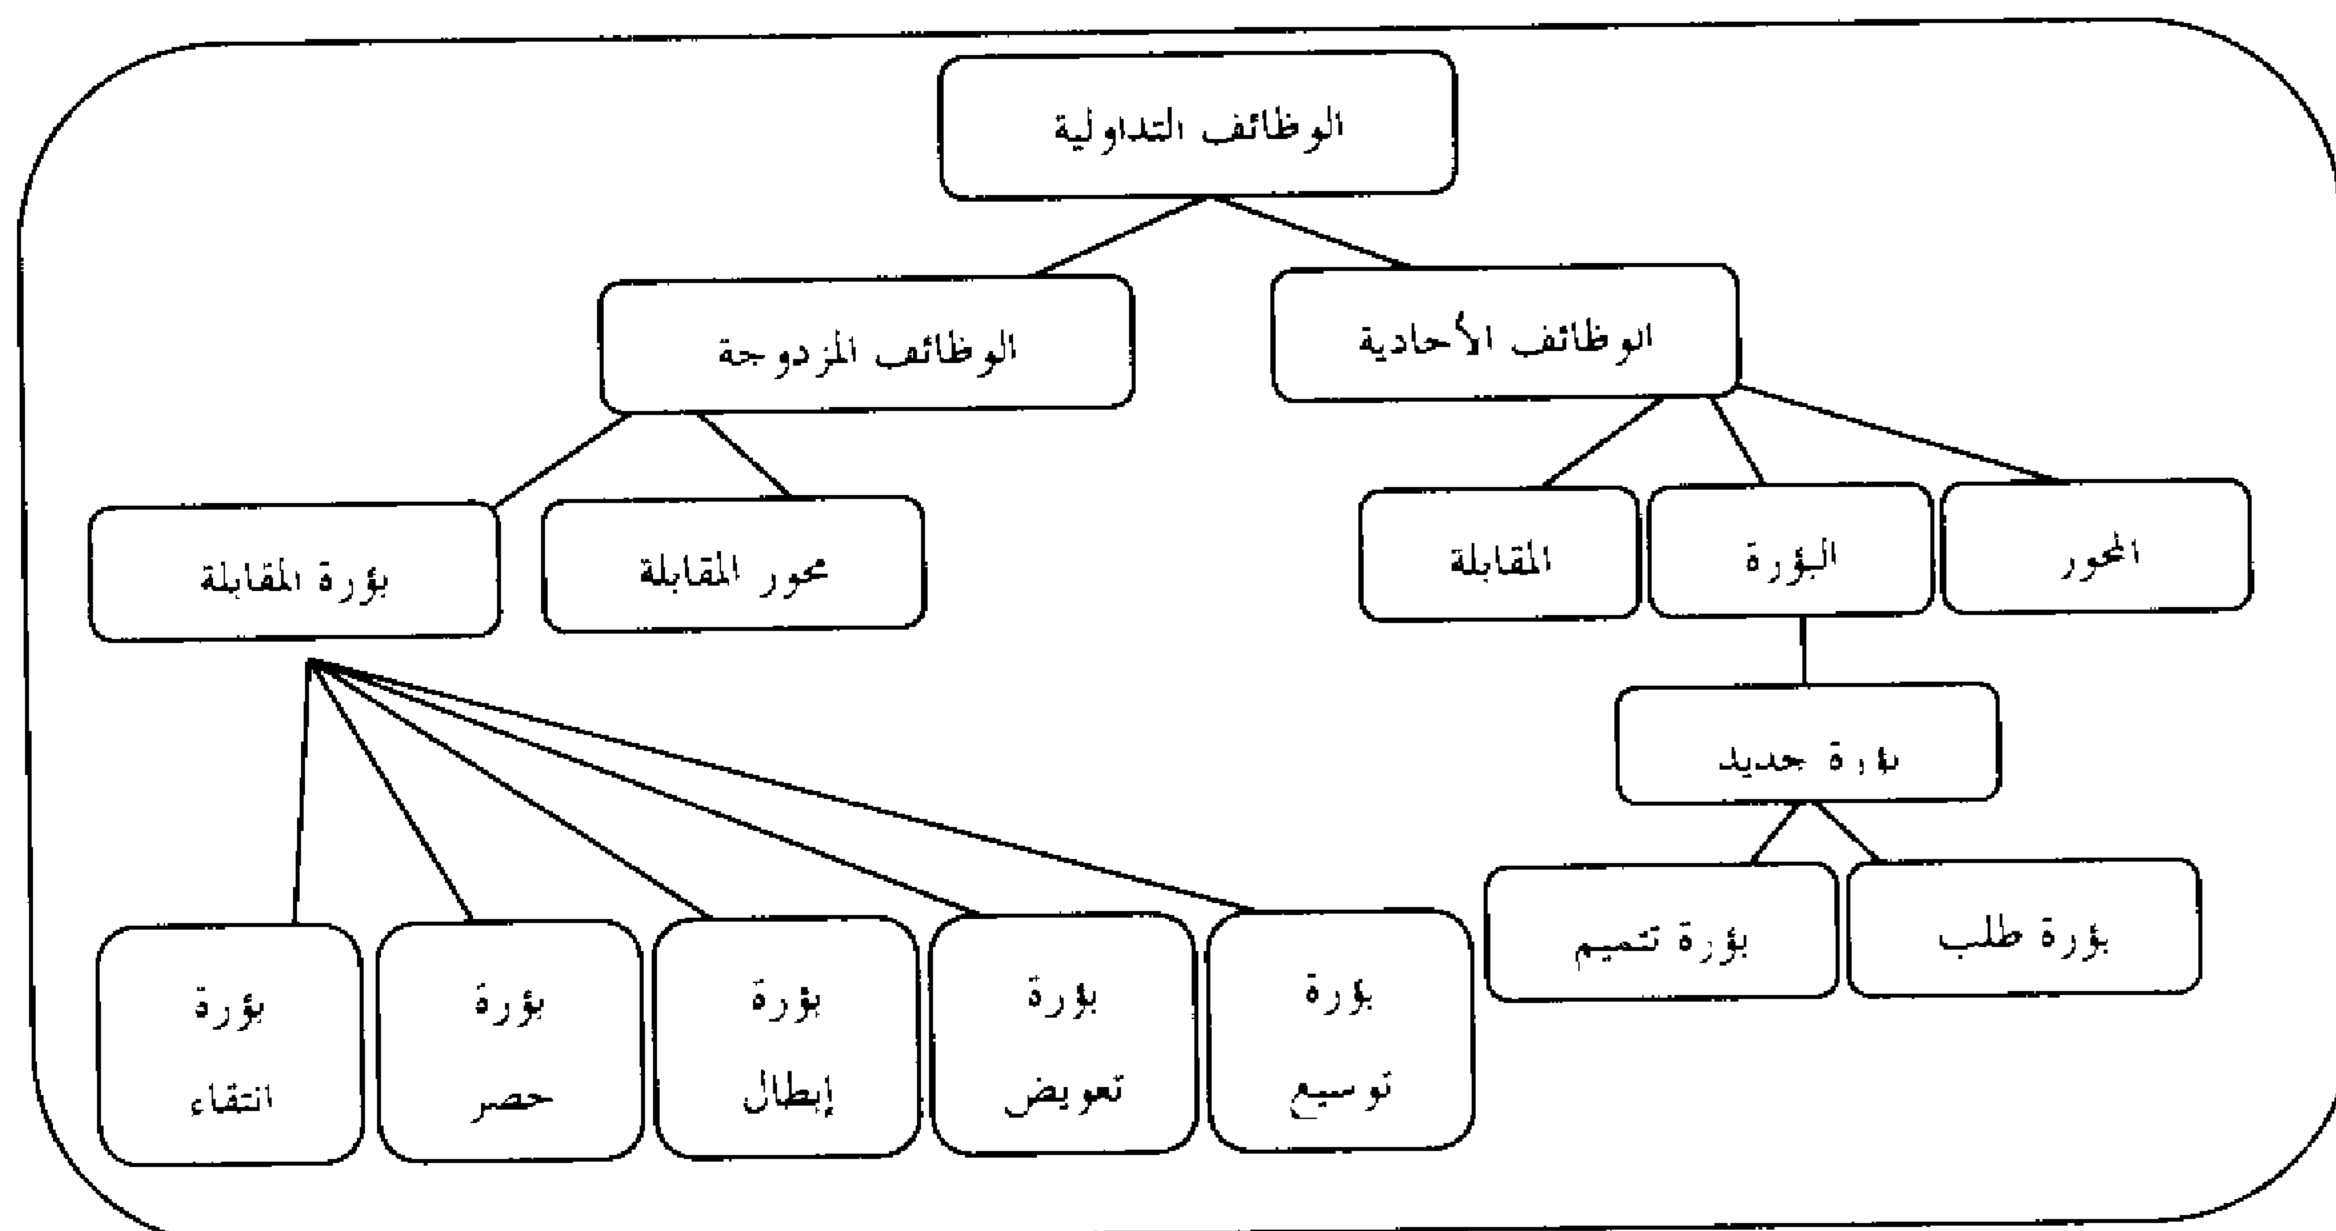 الوظائف التداولية
الوظائف الأحادية
الوظائف المزدوجة
المحور
البؤرة
المقابلة
محور المقابلة
بؤرة المقابلة
بؤرة جديد
بؤرة طلب
بؤرة تتميم
بؤرة
توسيع
بؤرة
تعويض
بؤرة
إبطال
بؤرة
حصر
بؤرة
انتقاء